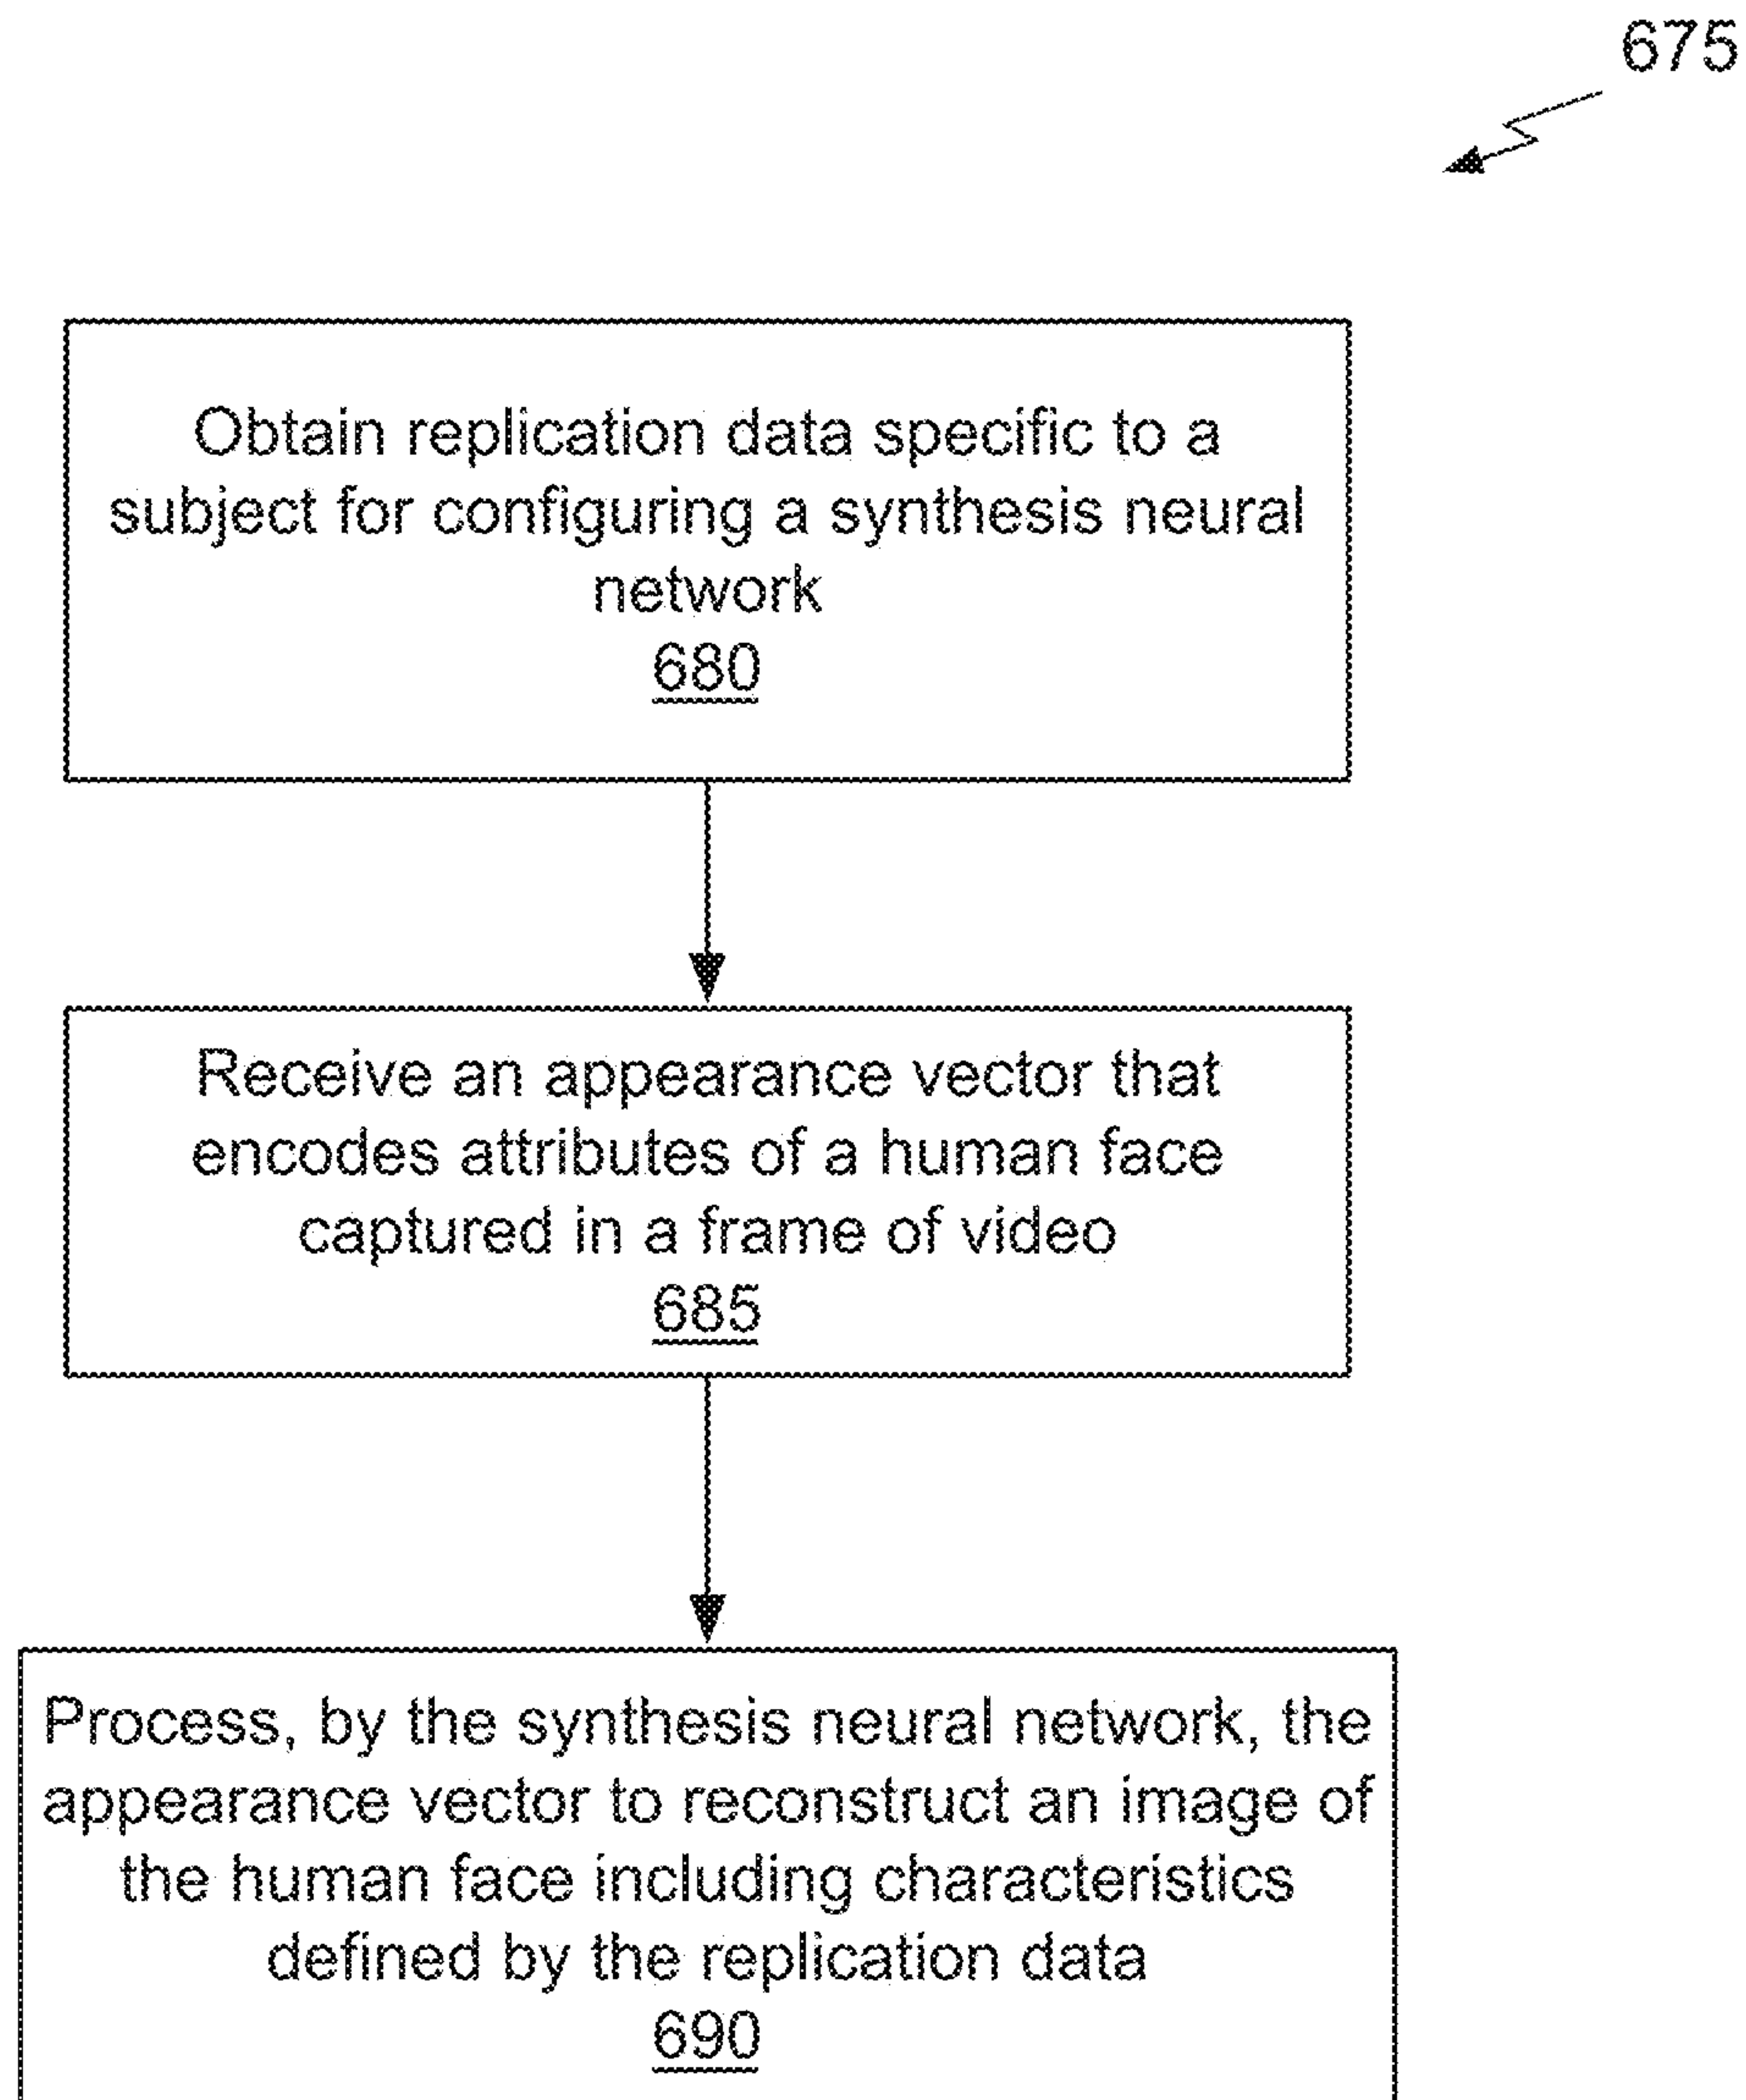 675
Obtain replication data specific to a
subject for configuring a synthesis neural
network
680
Receive an appearance vector that
encodes attributes of a human face
captured in a frame of video
685
Process, by the synthesis neural network, the
appearance vector to reconstruct an image of
the human face including characteristics
defined by the replication data
690